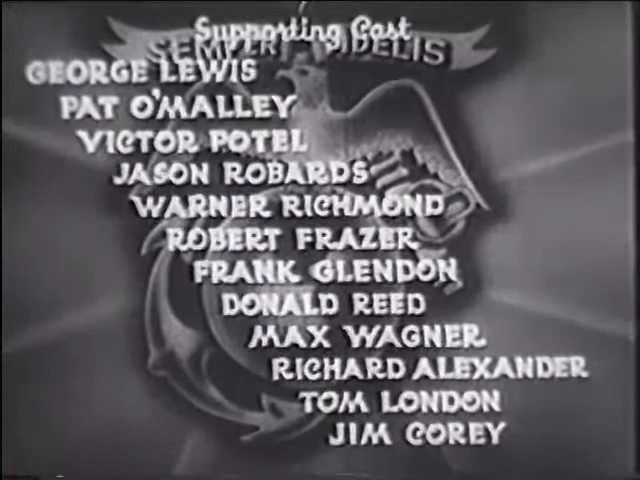 Supporting Cast
SEMPER FIDELIS
GEORGE LEWIS
PAT O'MALLEY
VICTOR POTEL
JASON ROBARDS
WARNER RICHMOND
ROBERT FRAZER
FRANK GLENDON
DONALD REED
MAX WAGNER
RICHARD ALEXANDER
TOM LONDON
JIM COREY